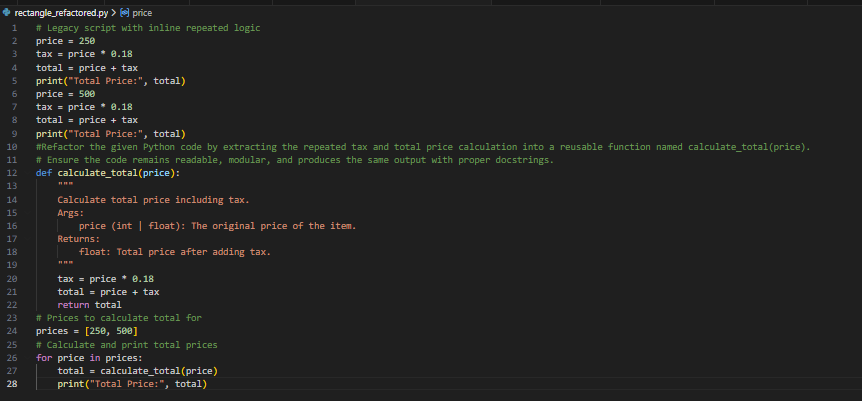 rectangle_refactored.py > price
1 # Legacy script with inline repeated logic
2 price = 250
3 tax = price * 0.18
4 total = price + tax
5 print("Total Price:", total)
6 price = 500
7 tax = price * 0.18
8 total = price + tax
9 print("Total Price:", total)
10 #Refactor the given Python code by extracting the repeated tax and total price calculation into a reusable function named calculate_total(price).
11 # Ensure the code remains readable, modular, and produces the same output with proper docstrings.
12 def calculate_total(price):
13     """
14     Calculate total price including tax.
15     Args:
16         price (int | float): The original price of the item.
17     Returns:
18         float: Total price after adding tax.
19     """
20     tax = price * 0.18
21     total = price + tax
22     return total
23 # Prices to calculate total for
24 prices = [250, 500]
25 # Calculate and print total prices
26 for price in prices:
27     total = calculate_total(price)
28     print("Total Price:", total)